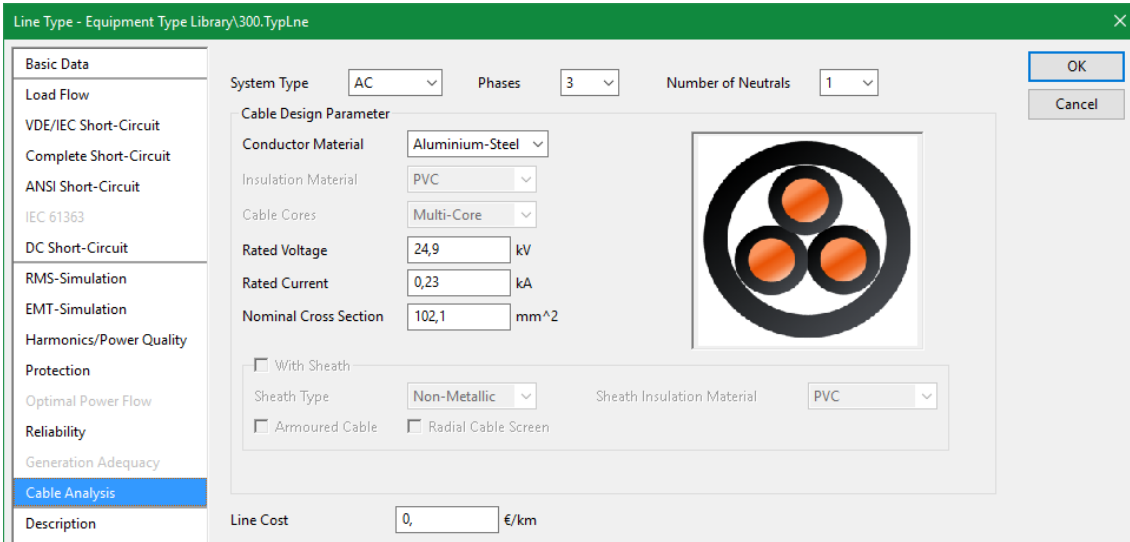 Line Type - Equipment Type Library\300.TypLne
Basic Data
Load Flow
VDE/IEC Short-Circuit
Complete Short-Circuit
ANSI Short-Circuit
IEC 61363
DC Short-Circuit
RMS-Simulation
EMT-Simulation
Harmonics/Power Quality
Protection
Optimal Power Flow
Reliability
Generation Adequacy
Cable Analysis
Description
System Type AC Phases 3 Number of Neutrals 1
Cable Design Parameter
Conductor Material Aluminium-Steel
Insulation Material PVC
Cable Cores Multi-Core
Rated Voltage 24,9 kV
Rated Current 0,23 kA
Nominal Cross Section 102,1 mm^2
With Sheath
Sheath Type Non-Metallic Sheath Insulation Material PVC
Armoured Cable Radial Cable Screen
Line Cost 0, €/km
OK
Cancel